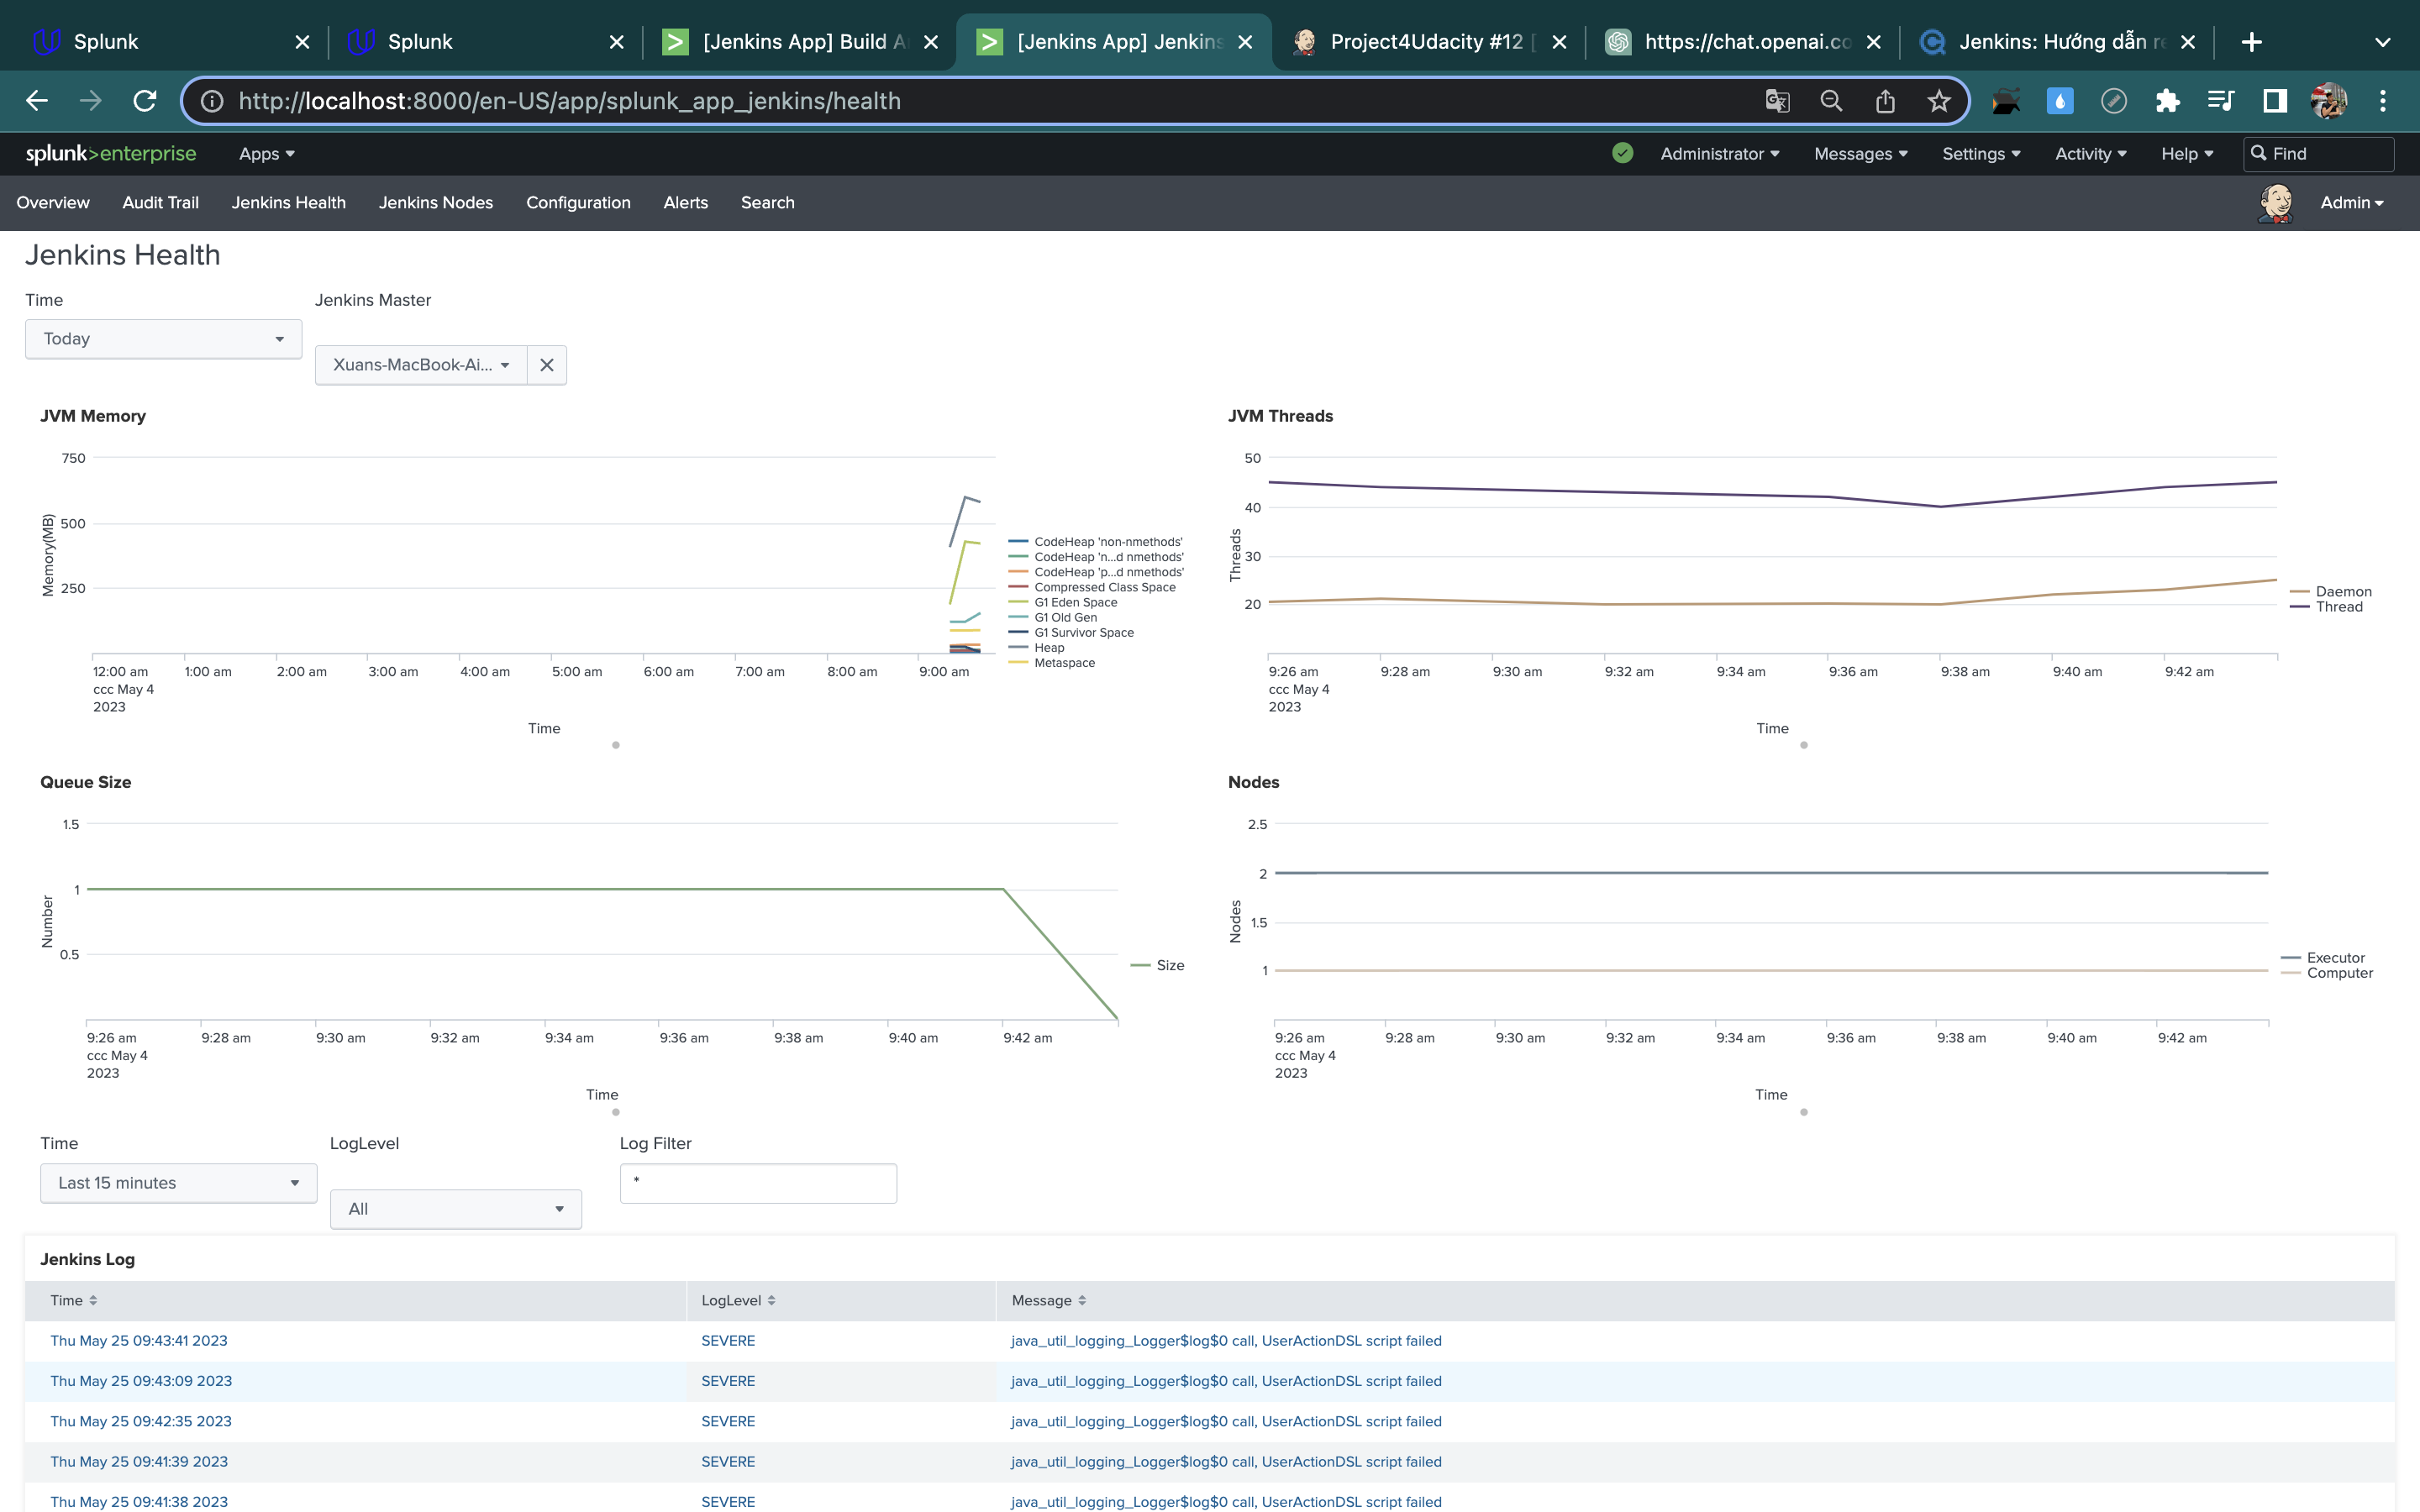 Splunk
Splunk
[Jenkins App] Build A
[Jenkins App] Jenkins
Project4Udacity #12 [
https://chat.openai.co
Jenkins: Hướng dẫn re
http://localhost:8000/en-US/app/splunk_app_jenkins/health
splunk>enterprise Apps
Administrator Messages Settings Activity Help Find
Overview Audit Trail Jenkins Health Jenkins Nodes Configuration Alerts Search Admin
Jenkins Health
Time Jenkins Master
Today
Xuans-MacBook-Ai...
JVM Memory
750
500
250
Memory(MB)
12:00 am 1:00 am 2:00 am 3:00 am 4:00 am 5:00 am 6:00 am 7:00 am 8:00 am 9:00 am
ccc May 4
2023
Time
CodeHeap 'non-nmethods'
CodeHeap 'n...d nmethods'
CodeHeap 'p...d nmethods'
Compressed Class Space
G1 Eden Space
G1 Old Gen
G1 Survivor Space
Heap
Metaspace
JVM Threads
50
40
30
20
Threads
9:26 am 9:28 am 9:30 am 9:32 am 9:34 am 9:36 am 9:38 am 9:40 am 9:42 am
ccc May 4
2023
Time
Daemon
Thread
Queue Size
1.5
1
0.5
Number
9:26 am 9:28 am 9:30 am 9:32 am 9:34 am 9:36 am 9:38 am 9:40 am 9:42 am
ccc May 4
2023
Time
Size
Nodes
2.5
2
1.5
1
Nodes
9:26 am 9:28 am 9:30 am 9:32 am 9:34 am 9:36 am 9:38 am 9:40 am 9:42 am
ccc May 4
2023
Time
Executor
Computer
Time LogLevel Log Filter
Last 15 minutes
All
*
Jenkins Log
Time LogLevel Message
Thu May 25 09:43:41 2023 SEVERE java_util_logging_Logger$log$0 call, UserActionDSL script failed
Thu May 25 09:43:09 2023 SEVERE java_util_logging_Logger$log$0 call, UserActionDSL script failed
Thu May 25 09:42:35 2023 SEVERE java_util_logging_Logger$log$0 call, UserActionDSL script failed
Thu May 25 09:41:39 2023 SEVERE java_util_logging_Logger$log$0 call, UserActionDSL script failed
Thu May 25 09:41:38 2023 SEVERE java_util_logging_Logger$log$0 call, UserActionDSL script failed